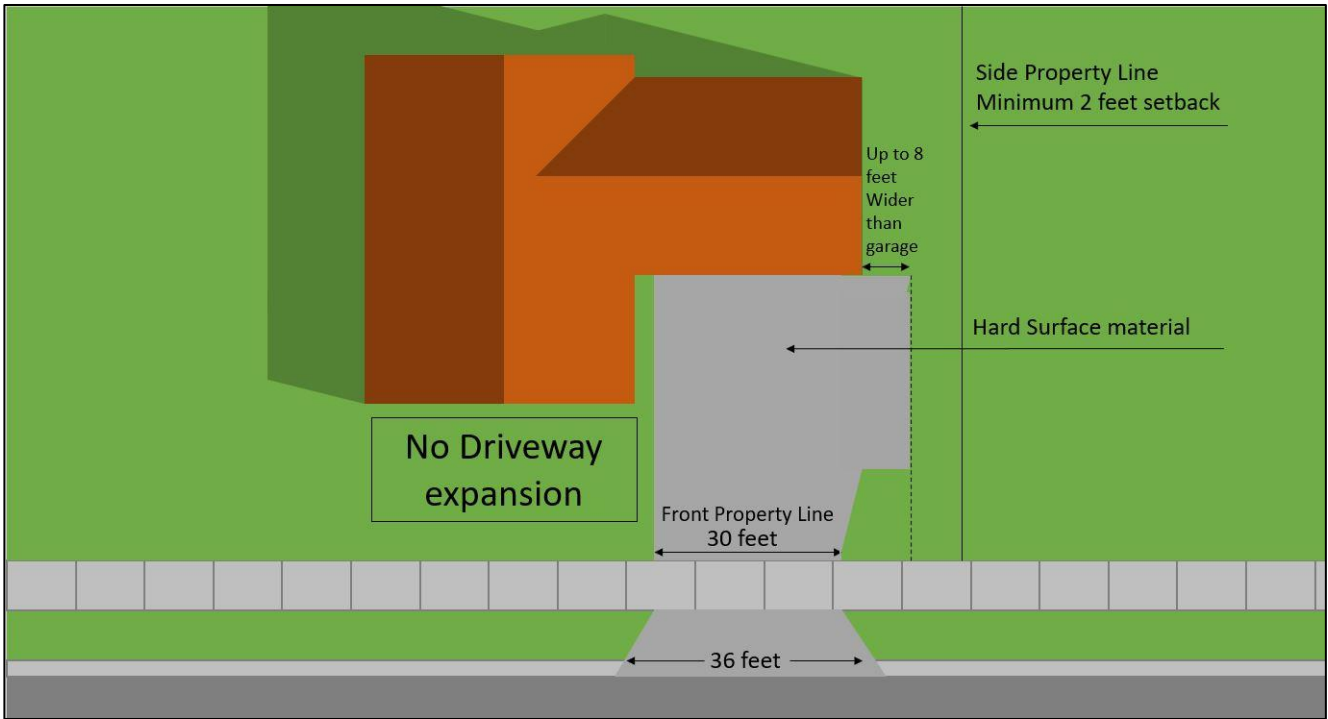 Side Property Line
Minimum 2 feet setback
Up to 8
feet
Wider
than
garage
Hard Surface material
No Driveway
expansion
Front Property Line
30 feet
36 feet